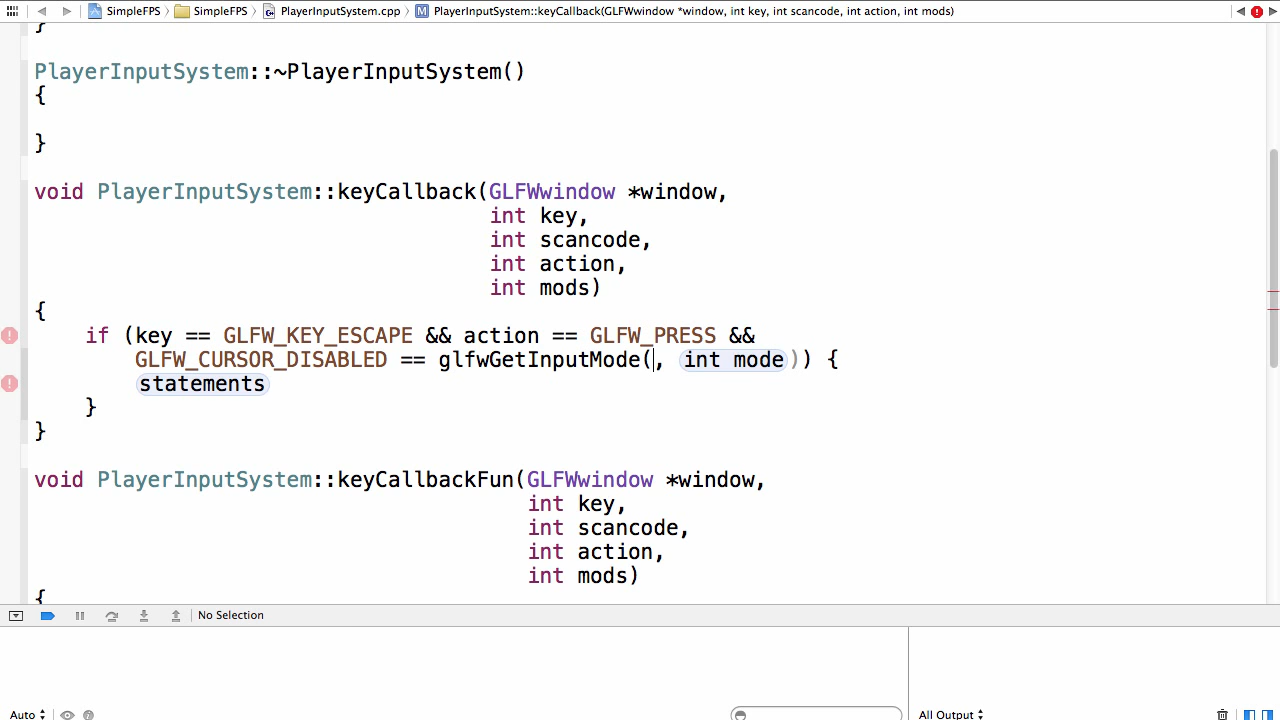 SimpleFPS SimpleFPS PlayerInputSystem.cpp M PlayerInputSystem::keyCallback(GLFWwindow *window, int key, int scancode, int action, int mods)
}
PlayerInputSystem::~PlayerInputSystem()
{
}
void PlayerInputSystem::keyCallback(GLFWwindow *window,
int key,
int scancode,
int action,
int mods)
{
if (key == GLFW_KEY_ESCAPE && action == GLFW_PRESS &&
GLFW_CURSOR_DISABLED == glfwGetInputMode(, int mode)) {
statements
}
}
void PlayerInputSystem::keyCallbackFun(GLFWwindow *window,
int key,
int scancode,
int action,
int mods)
{
No Selection
Auto
All Output